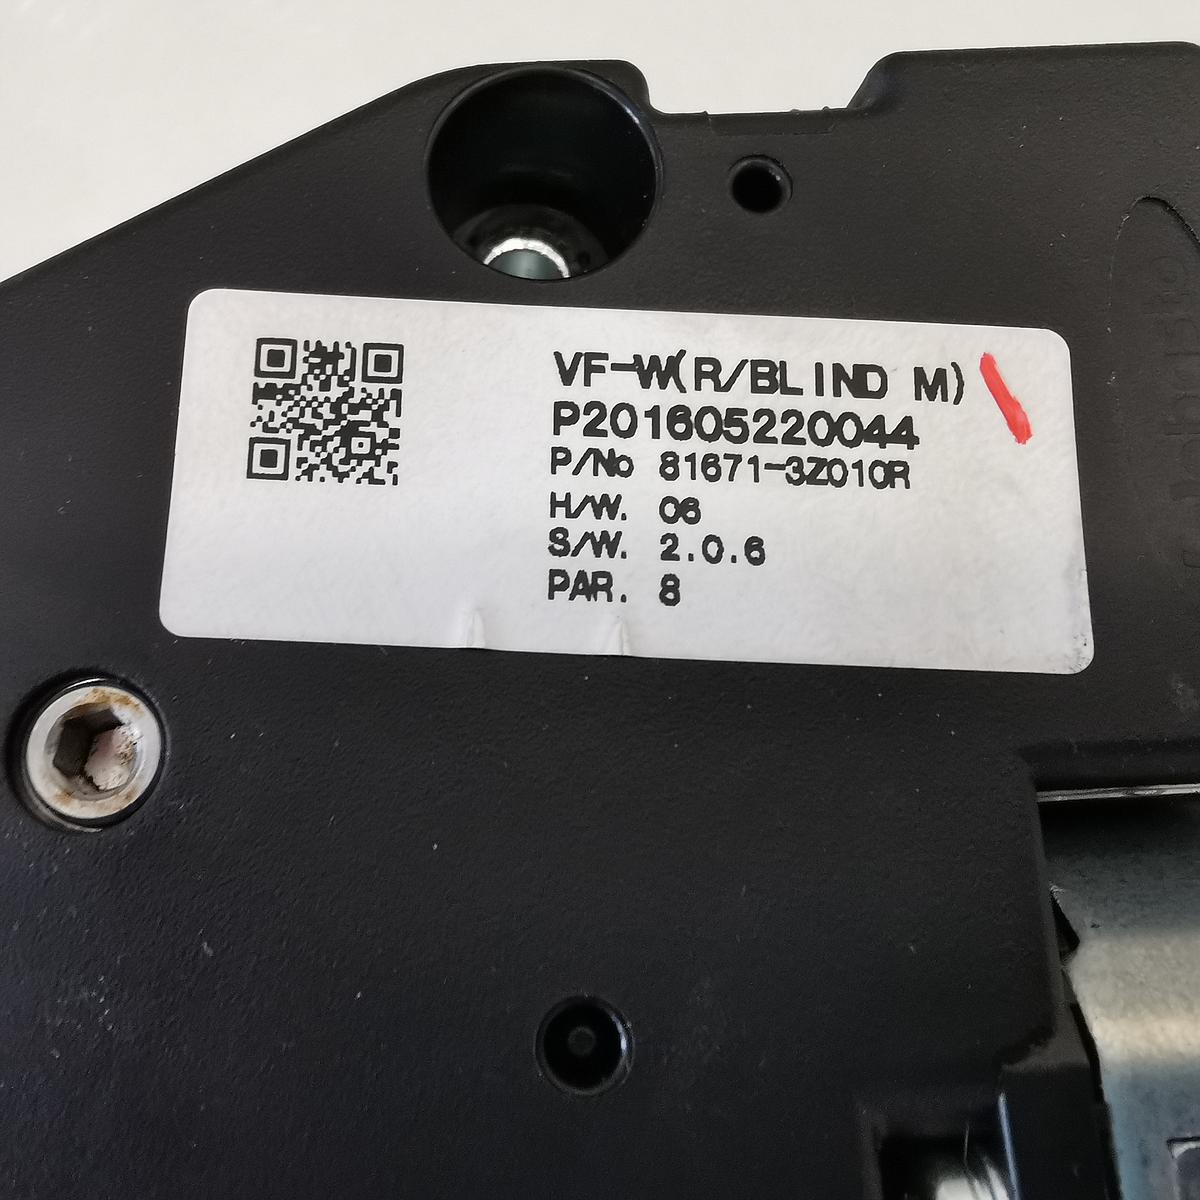 VF-W(R/BLIND M)
P201605220044
P/No 81671-3Z010R
H/W. 06
S/W. 2.0.6
PAR. 8